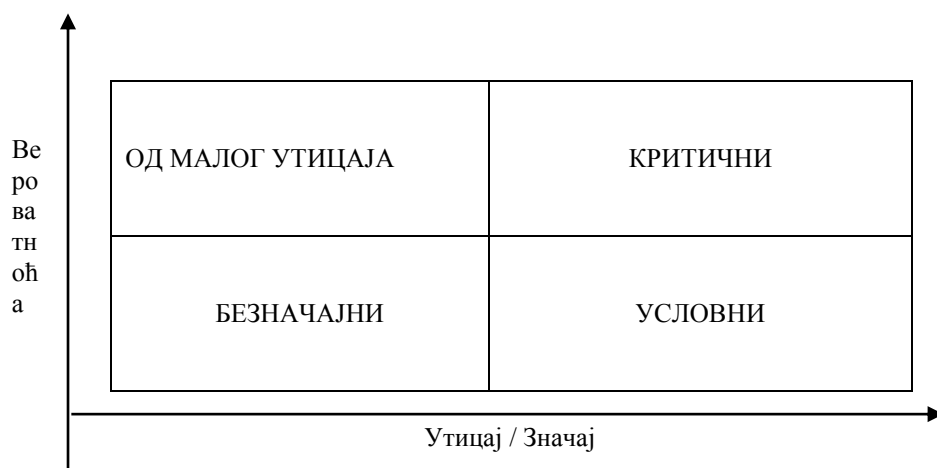 Ве
ро
ва
тн
оћ
а
ОД МАЛОГ УТИЦАЈА
КРИТИЧНИ
БЕЗНАЧАЈНИ
УСЛОВНИ
Утицај / Значај